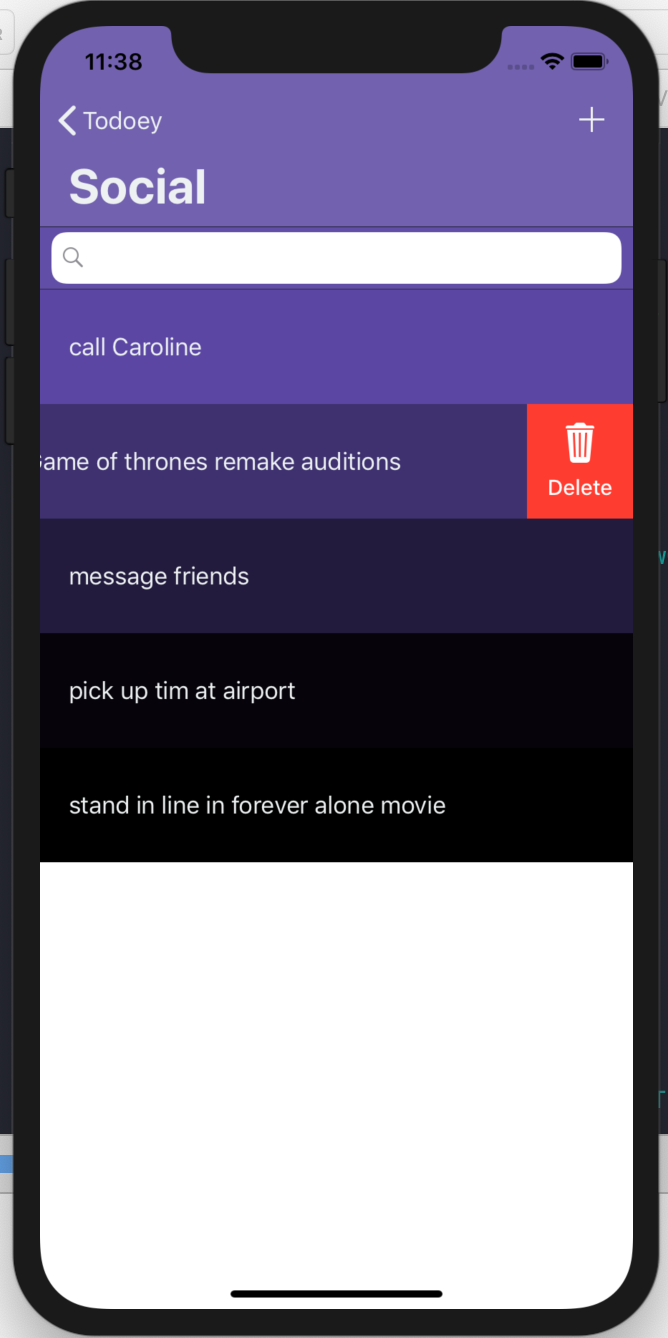 11:38
Todoey
Social
call Caroline
ame of thrones remake auditions
Delete
message friends
pick up tim at airport
stand in line in forever alone movie